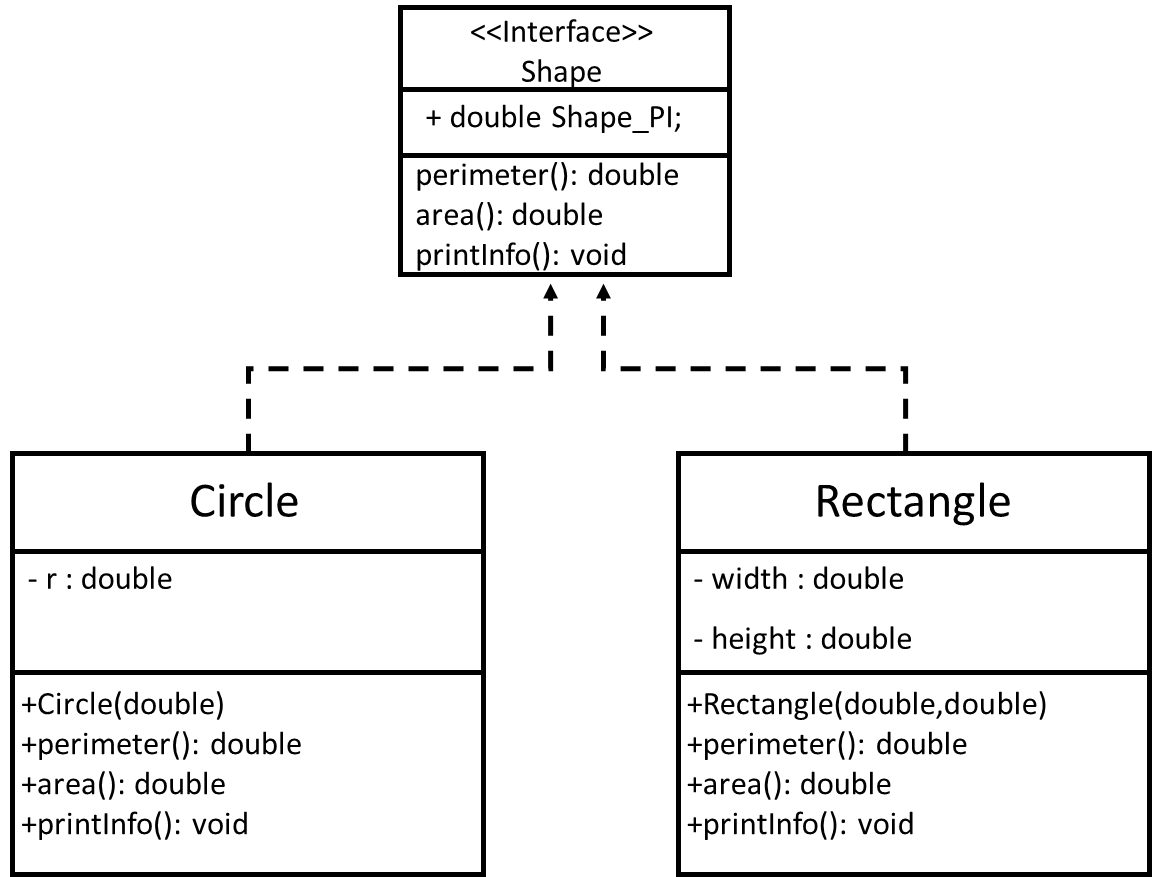 <<Interface>>
Shape
+ double Shape_PI;
perimeter(): double
area(): double
printInfo(): void
Circle
- r : double
+Circle(double)
+perimeter(): double
+area(): double
+printInfo(): void
Rectangle
- width : double
- height : double
+Rectangle(double,double)
+perimeter(): double
+area(): double
+printInfo(): void